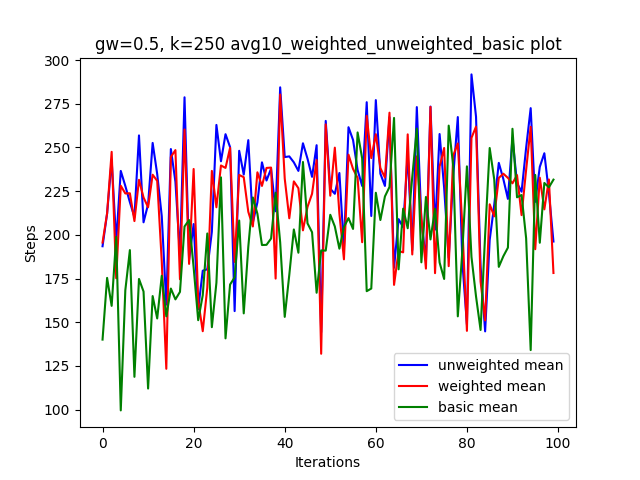 gw=0.5, k=250 avg10_weighted_unweighted_basic plot
300
275
250
225
200
175
150
125
100
Steps
0 20 40 60 80 100
Iterations
unweighted mean
weighted mean
basic mean